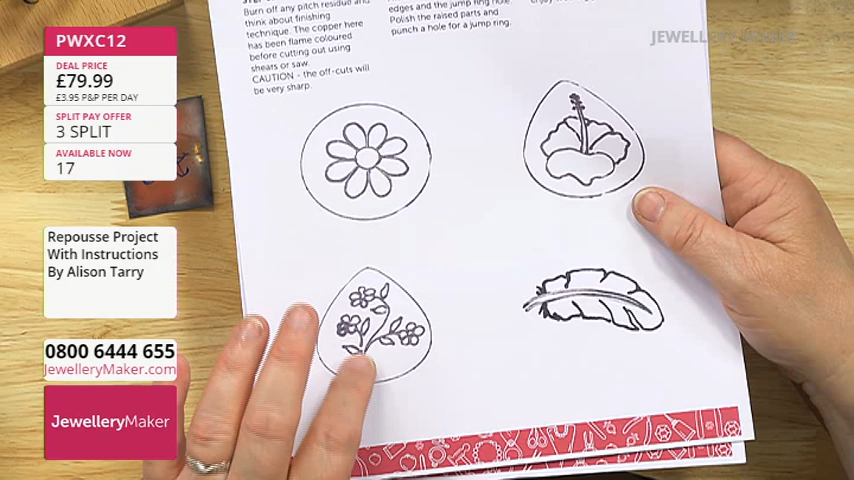 PWXC12
DEAL PRICE
£79.99
£3.95 P&P PER DAY
SPLIT PAY OFFER
3 SPLIT
AVAILABLE NOW
17
Repousse Project
With Instructions
By Alison Tarry
0800 6444 655
JewelleryMaker.com
JewelleryMaker
Burn off any pitch residue and
think about finishing
technique. The copper here
has been flame coloured
before cutting out using
shears or saw.
CAUTION - the off-cuts will
be very sharp.
edges and the jump ring hole.
Polish the raised parts and
punch a hole for a jump ring.
JEWELLERY MAKER